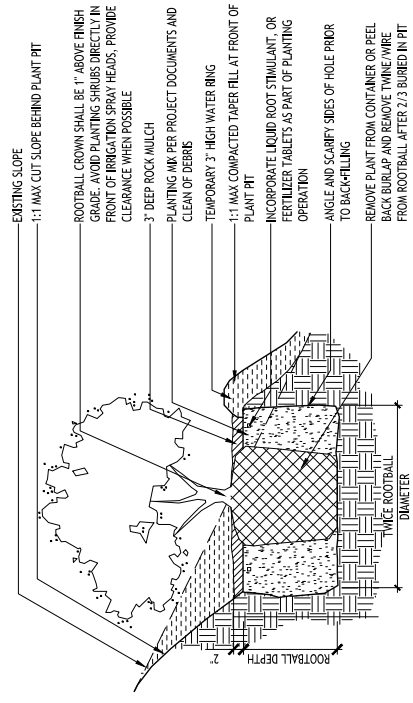 EXISTING SLOPE
1:1 MAX CUT SLOPE BEHIND PLANT PIT
ROOTBALL CROWN SHALL BE 1" ABOVE FINISH
GRADE. AVOID PLANTING SHRUBS DIRECTLY IN
FRONT OF IRRIGATION SPRAY HEADS, PROVIDE
CLEARANCE WHEN POSSIBLE
3" DEEP ROCK MULCH
PLANTING MIX PER PROJECT DOCUMENTS AND
CLEAN OF DEBRIS
TEMPORARY 3" HIGH WATER RING
1:1 MAX COMPACTED TAPER FILL AT FRONT OF
PLANT PIT
INCORPORATE LIQUID ROOT STIMULANT, OR
FERTILIZER TABLETS AS PART OF PLANTING
OPERATION
ANGLE AND SCARIFY SIDES OF HOLE PRIOR
TO BACK-FILLING
REMOVE PLANT FROM CONTAINER OR PEEL
BACK BURLAP AND REMOVE TWINE/WIRE
FROM ROOTBALL AFTER 2/3 BURIED IN PIT
2"
ROOTBALL DEPTH
TWICE ROOTBALL
DIAMETER